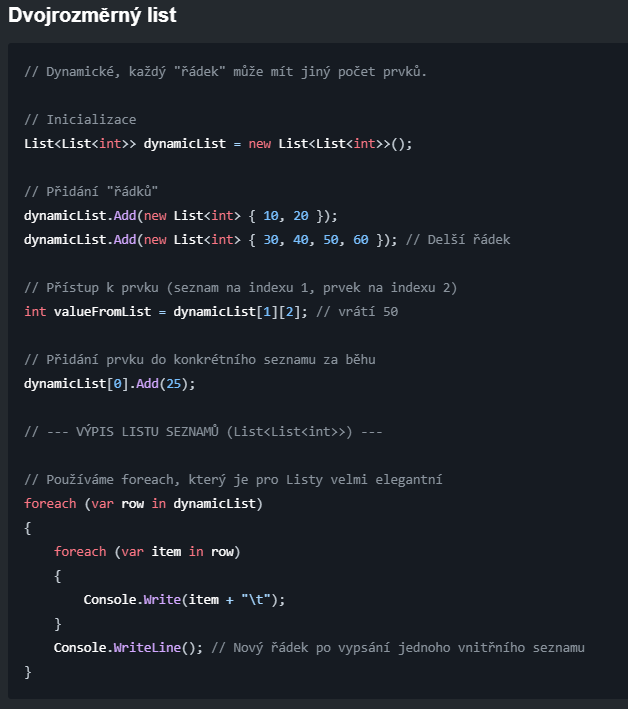 Dvojrozměrný list
// Dynamické, každý "řádek" může mít jiný počet prvků.
// Inicializace
List<List<int>> dynamicList = new List<List<int>>();
// Přidání "řádků"
dynamicList.Add(new List<int> { 10, 20 });
dynamicList.Add(new List<int> { 30, 40, 50, 60 }); // Delší řádek
// Přístup k prvku (seznam na indexu 1, prvek na indexu 2)
int valueFromList = dynamicList[1][2]; // vrátí 50
// Přidání prvku do konkrétního seznamu za běhu
dynamicList[0].Add(25);
// --- VÝPIS LISTU SEZNAMŮ (List<List<int>>) ---
// Používáme foreach, který je pro Listy velmi elegantní
foreach (var row in dynamicList)
{
    foreach (var item in row)
    {
        Console.Write(item + "\t");
    }
    Console.WriteLine(); // Nový řádek po vypsání jednoho vnitřního seznamu
}